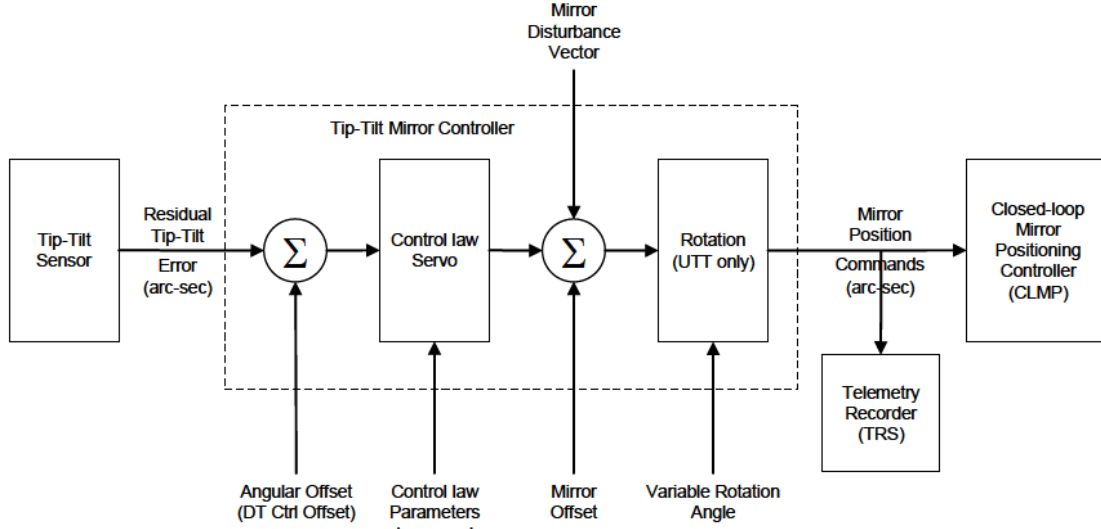 Mirror
Disturbance
Vector
Tip-Tilt Mirror Controller
Tip-Tilt
Sensor
Residual
Tip-Tilt
Error
(arc-sec)
Σ
Control law
Servo
Σ
Rotation
(UTT only)
Mirror
Position
Commands
(arc-sec)
Closed-loop
Mirror
Positioning
Controller
(CLMP)
Telemetry
Recorder
(TRS)
Angular Offset
(DT Ctrl Offset)
Control law
Parameters
Mirror
Offset
Variable Rotation
Angle